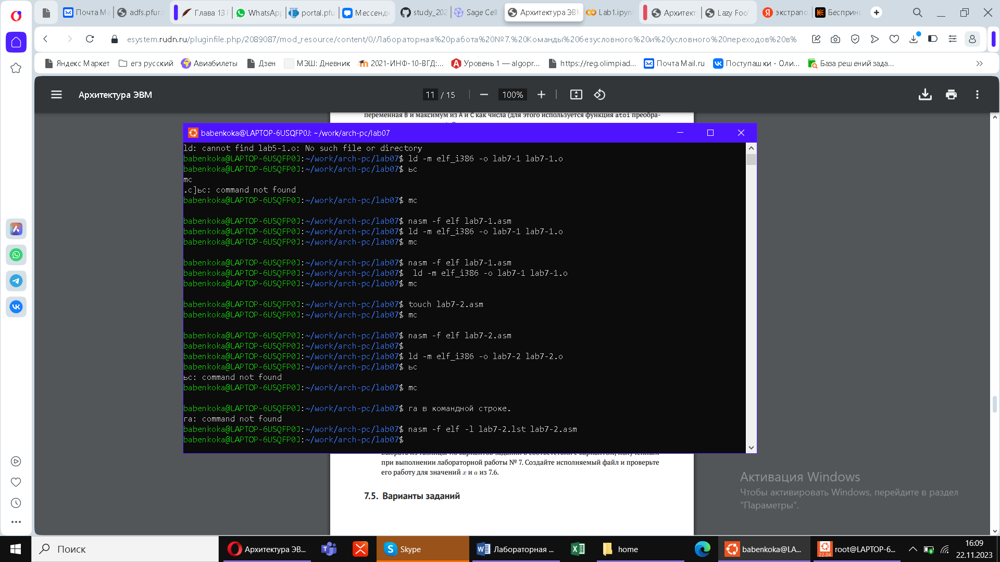 Почта Ma
adfs.pfur.r
Глава 13 F
WhatsApp
portal.pfu
Мессендж
study_202
Sage Cell
Архитектура ЭВМ
Lab1.ipynb
Архитекту
Lazy Foo'
экстрапо
Беспринц
esystem.rudn.ru/pluginfile.php/2089087/mod_resource/content/0/Лабораторная%20работа%20№7.%20Команды%20безусловного%20и%20условного%20переходов%20в%
Яндекс Маркет
егэ русский
Авиабилеты
Дзен
МЭШ: Дневник
2021-ИНФ-10-ВГД:...
Уровень 1 — algopr...
https://reg.olimpiad...
Почта Mail.ru
Поступашки - Оли...
База решений зада...
Архитектура ЭВМ
11 / 15
100%
переменная B и максимум из A и C как числа (для этого используется функция atoi преобра-
babenkoka@LAPTOP-6USQFP0J: ~/work/arch-pc/lab07
ld: cannot find lab5-1.o: No such file or directory
babenkoka@LAPTOP-6USQFP0J:~/work/arch-pc/lab07$ ld -m elf_i386 -o lab7-1 lab7-1.o
babenkoka@LAPTOP-6USQFP0J:~/work/arch-pc/lab07$ ьс
mc
.c]ьс: command not found
babenkoka@LAPTOP-6USQFP0J:~/work/arch-pc/lab07$ mc
babenkoka@LAPTOP-6USQFP0J:~/work/arch-pc/lab07$ nasm -f elf lab7-1.asm
babenkoka@LAPTOP-6USQFP0J:~/work/arch-pc/lab07$ ld -m elf_i386 -o lab7-1 lab7-1.o
babenkoka@LAPTOP-6USQFP0J:~/work/arch-pc/lab07$ mc
babenkoka@LAPTOP-6USQFP0J:~/work/arch-pc/lab07$ nasm -f elf lab7-1.asm
babenkoka@LAPTOP-6USQFP0J:~/work/arch-pc/lab07$  ld -m elf_i386 -o lab7-1 lab7-1.o
babenkoka@LAPTOP-6USQFP0J:~/work/arch-pc/lab07$ mc
babenkoka@LAPTOP-6USQFP0J:~/work/arch-pc/lab07$ touch lab7-2.asm
babenkoka@LAPTOP-6USQFP0J:~/work/arch-pc/lab07$ mc
babenkoka@LAPTOP-6USQFP0J:~/work/arch-pc/lab07$ nasm -f elf lab7-2.asm
babenkoka@LAPTOP-6USQFP0J:~/work/arch-pc/lab07$
babenkoka@LAPTOP-6USQFP0J:~/work/arch-pc/lab07$ ld -m elf_i386 -o lab7-2 lab7-2.o
babenkoka@LAPTOP-6USQFP0J:~/work/arch-pc/lab07$ ьс
ьс: command not found
babenkoka@LAPTOP-6USQFP0J:~/work/arch-pc/lab07$ mc
babenkoka@LAPTOP-6USQFP0J:~/work/arch-pc/lab07$ га в командной строке.
га: command not found
babenkoka@LAPTOP-6USQFP0J:~/work/arch-pc/lab07$ nasm -f elf -l lab7-2.lst lab7-2.asm
babenkoka@LAPTOP-6USQFP0J:~/work/arch-pc/lab07$
выбрать из таблицы 7.6 вариантов заданий в соответствии с вариантом, полученным
при выполнении лабораторной работы № 7. Создайте исполняемый файл и проверьте
его работу для значений x и a из 7.6.
7.5. Варианты заданий
Активация Windows
Чтобы активировать Windows, перейдите в раздел
"Параметры".
Поиск
Архитектура ЭВ...
Skype
Лабораторная ...
home
babenkoka@LA...
22.04
root@LAPTOP-6...
16:09
22.11.2023